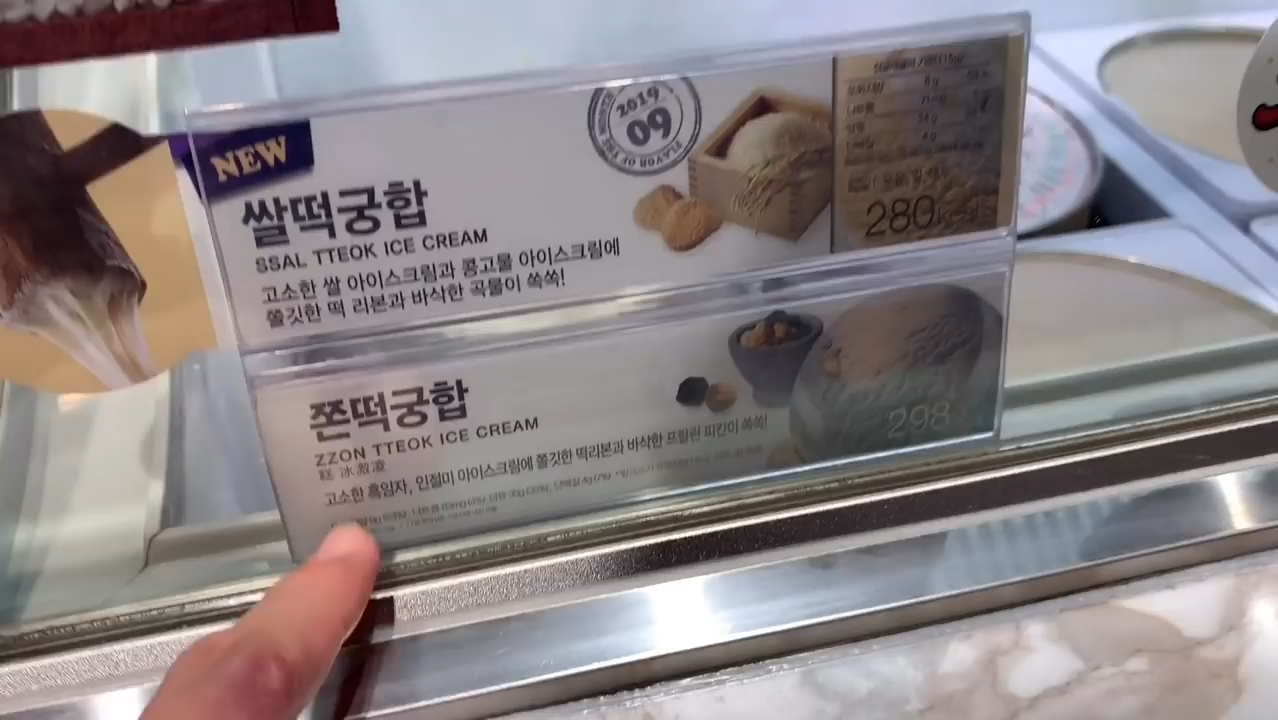 NEW
쌀떡궁합
SSAL TTEOK ICE CREAM
고소한 쌀 아이스크림과 콩고물 아이스크림에
쫄깃한 떡 리본과 바삭한 곡물이 쏙쏙!
2019
09
FLAVOR OF THE
280kcal
쫀떡궁합
ZZON TTEOK ICE CREAM
고소한 흑임자, 인절미 아이스크림에 쫄깃한 떡리본과 바삭한 프랄린 피칸이 쏙쏙!
298